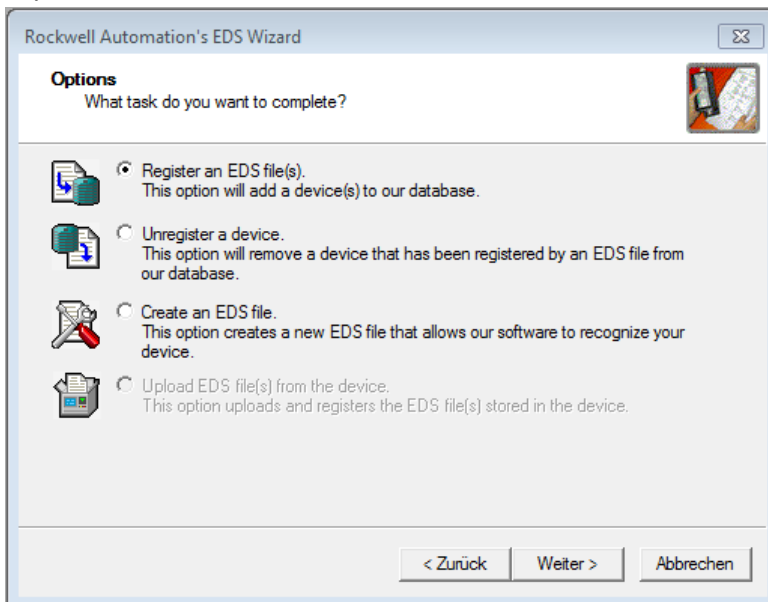 Rockwell Automation's EDS Wizard
Options
What task do you want to complete?
Register an EDS file(s).
This option will add a device(s) to our database.
Unregister a device.
This option will remove a device that has been registered by an EDS file from
our database.
Create an EDS file.
This option creates a new EDS file that allows our software to recognize your
device.
Upload EDS file(s) from the device.
This option uploads and registers the EDS file(s) stored in the device.
< Zurück
Weiter >
Abbrechen